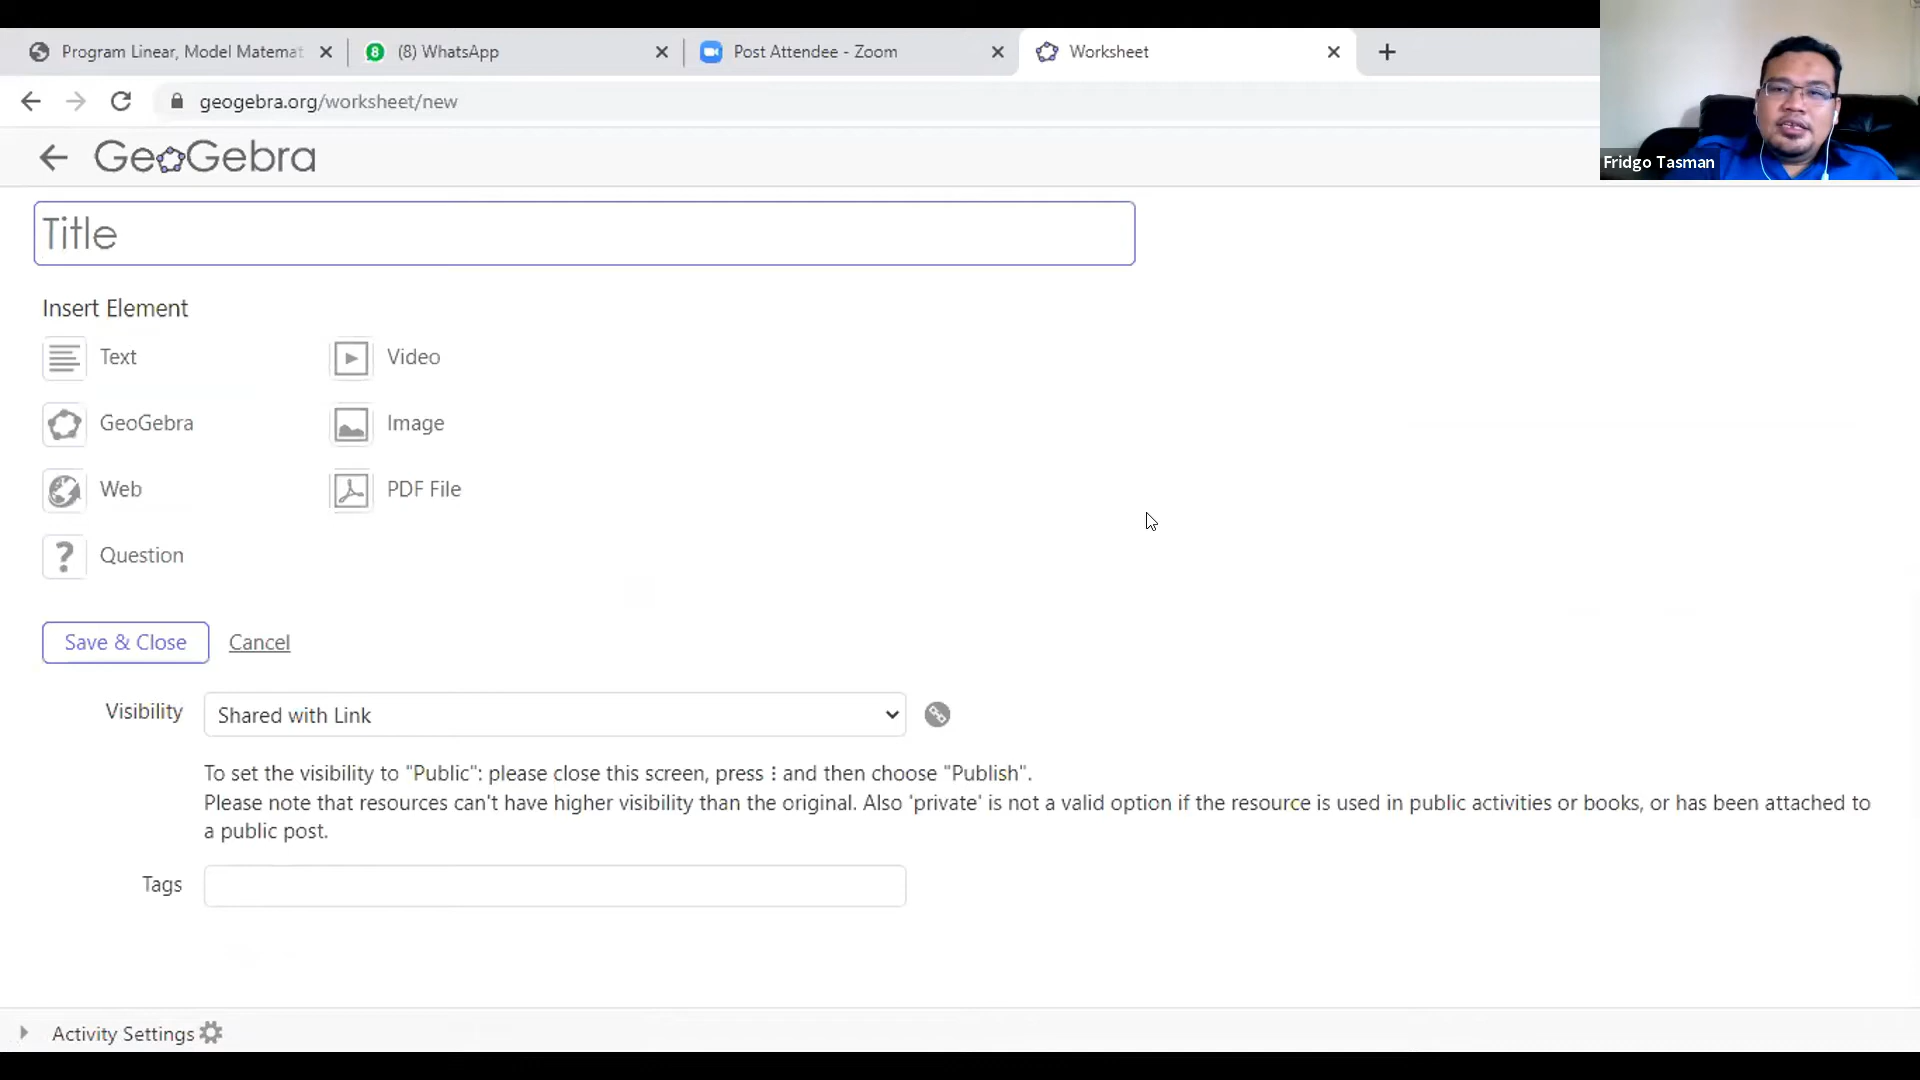 Program Linear, Model Matemat
8 (8) WhatsApp
Post Attendee - Zoom
Worksheet
geogebra.org/worksheet/new
GeoGebra
Fridgo Tasman
Title
Insert Element
Text
Video
GeoGebra
Image
Web
PDF File
? Question
Save & Close
Cancel
Visibility
Shared with Link
To set the visibility to "Public": please close this screen, press ⋮ and then choose "Publish".
Please note that resources can't have higher visibility than the original. Also 'private' is not a valid option if the resource is used in public activities or books, or has been attached to
a public post.
Tags
Activity Settings